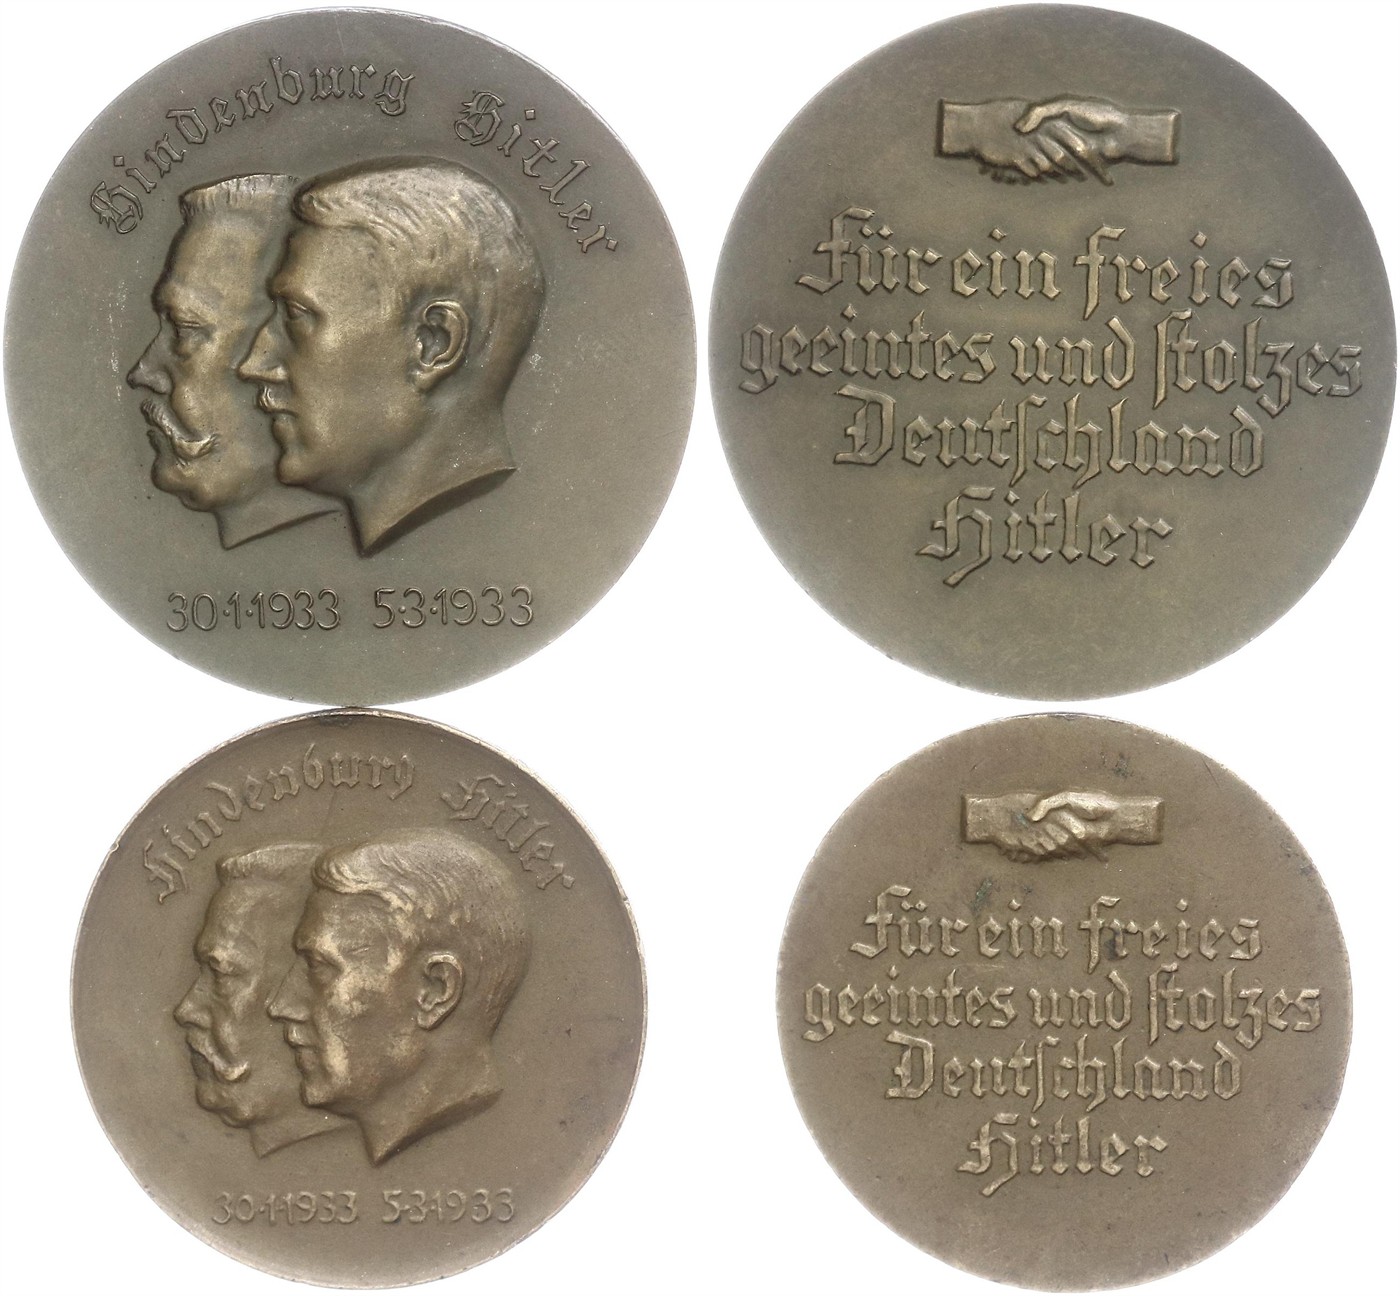 Hindenburg Hitler
30·1·1933 5·3·1933
Für ein freies
geeintes und stolzes
Deutschland
Hitler
Hindenburg Hitler
30·1·1933 5·3·1933
Für ein freies
geeintes und stolzes
Deutschland
Hitler